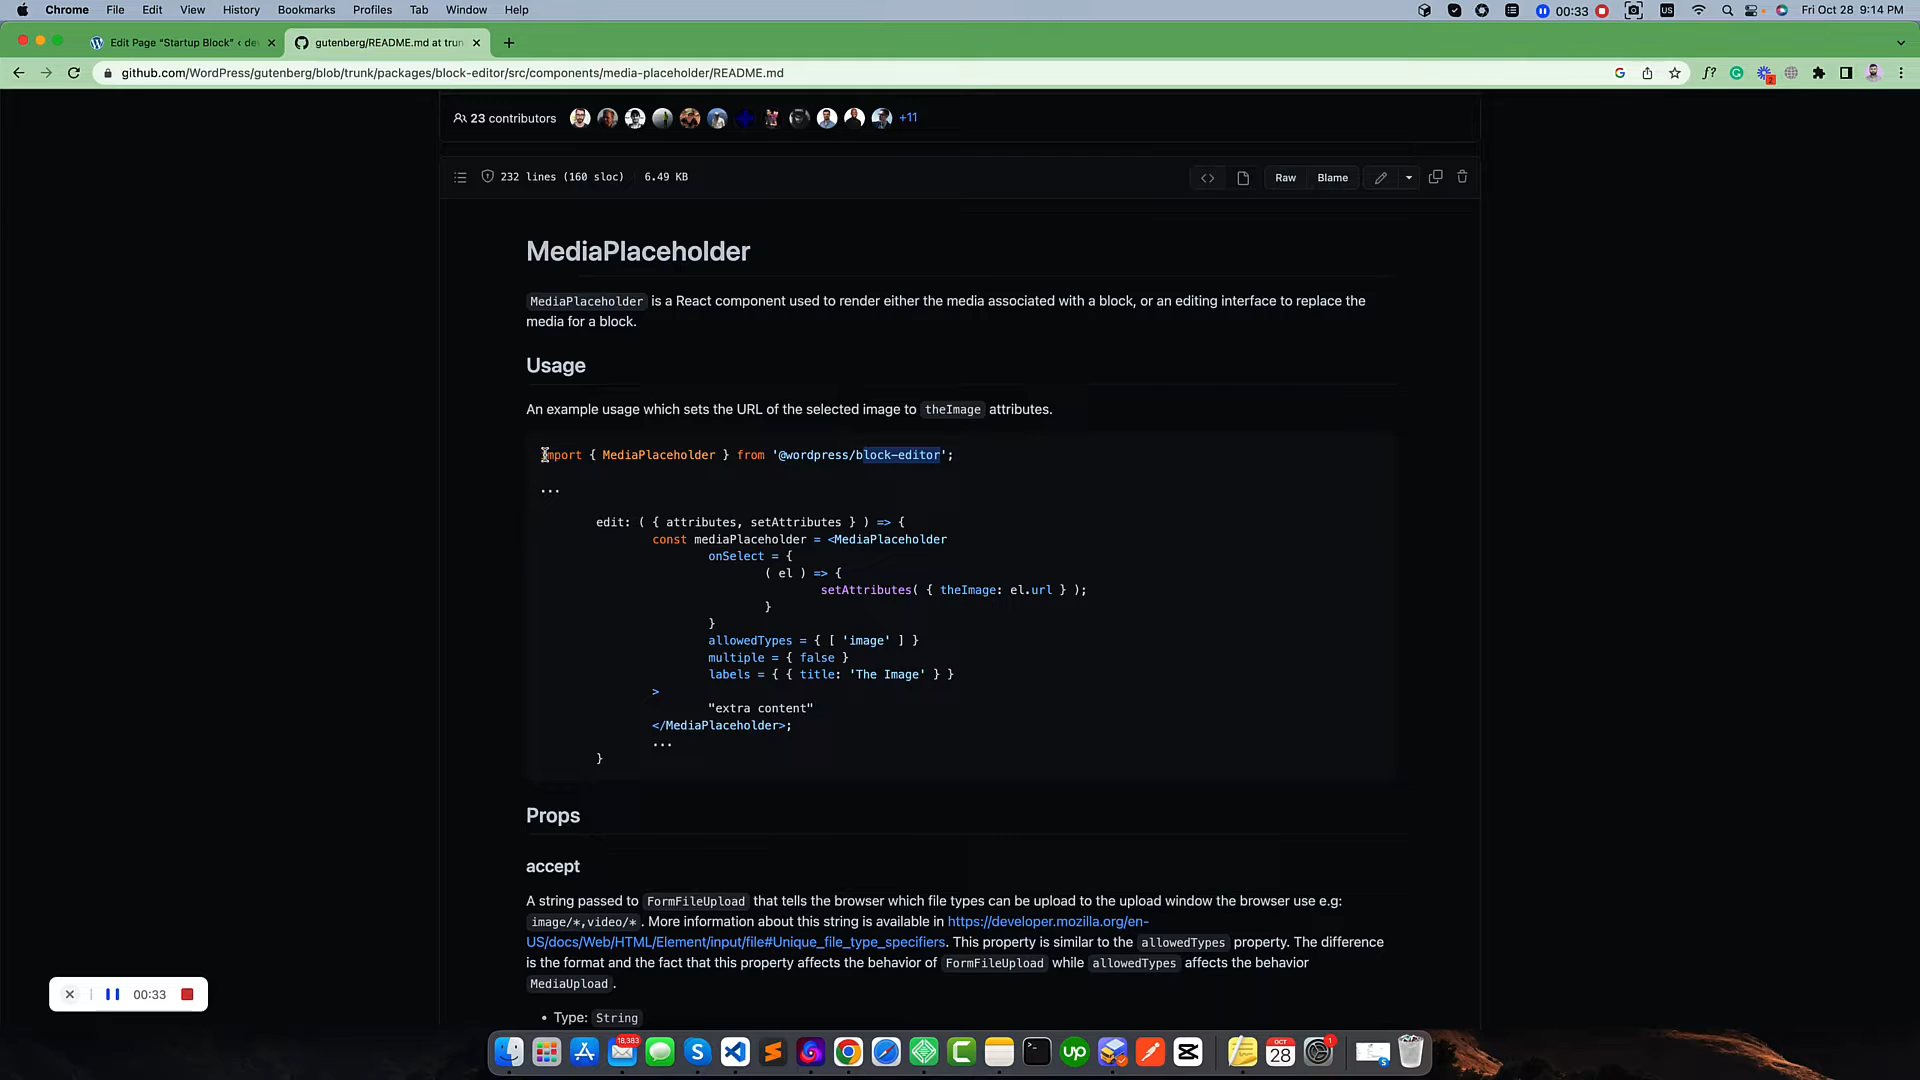 Chrome File Edit View History Bookmarks Profiles Tab Window Help 00:33 US Fri Oct 28 9:14 PM
Edit Page “Startup Block” ‹ dev gutenberg/README.md at trun
github.com/WordPress/gutenberg/blob/trunk/packages/block-editor/src/components/media-placeholder/README.md f? 2
23 contributors +11
232 lines (160 sloc) 6.49 KB Raw Blame
MediaPlaceholder
MediaPlaceholder is a React component used to render either the media associated with a block, or an editing interface to replace the
media for a block.
Usage
An example usage which sets the URL of the selected image to theImage attributes.
import { MediaPlaceholder } from '@wordpress/block-editor';
...
edit: ( { attributes, setAttributes } ) => {
const mediaPlaceholder = <MediaPlaceholder
onSelect = {
( el ) => {
setAttributes( { theImage: el.url } );
}
}
allowedTypes = { [ 'image' ] }
multiple = { false }
labels = { { title: 'The Image' } }
>
"extra content"
</MediaPlaceholder>;
...
}
Props
accept
A string passed to FormFileUpload that tells the browser which file types can be upload to the upload window the browser use e.g:
image/*,video/* . More information about this string is available in https://developer.mozilla.org/en-
US/docs/Web/HTML/Element/input/file#Unique_file_type_specifiers. This property is similar to the allowedTypes property. The difference
is the format and the fact that this property affects the behavior of FormFileUpload while allowedTypes affects the behavior
MediaUpload .
• Type: String
00:33
18,383 up OCT 28 1